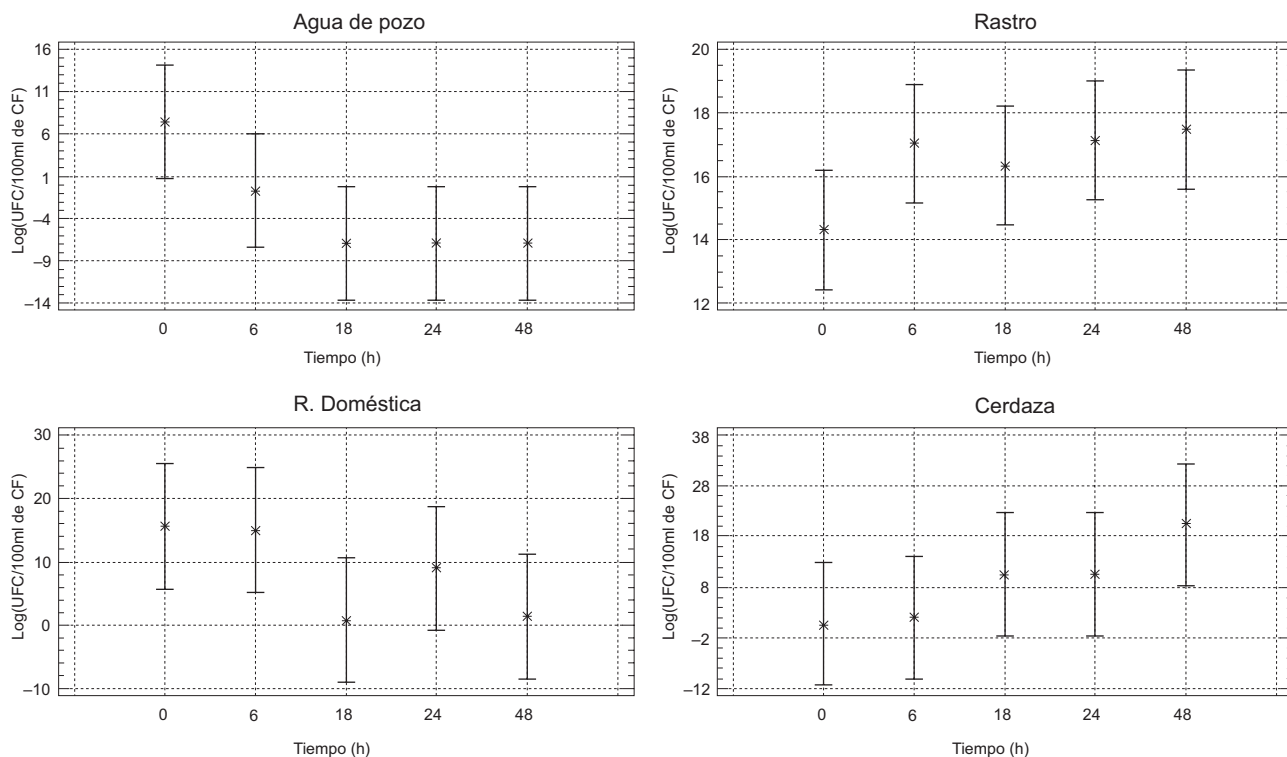 Agua de pozo
Log(UFC/100ml de CF)
16
11
6
1
–4
–9
–14
0 6 18 24 48
Tiempo (h)
Rastro
Log(UFC/100ml de CF)
20
18
16
14
12
0 6 18 24 48
Tiempo (h)
R. Doméstica
Log(UFC/100ml de CF)
30
20
10
0
–10
0 6 18 24 48
Tiempo (h)
Cerdaza
Log(UFC/100ml de CF)
38
28
18
8
–2
–12
0 6 18 24 48
Tiempo (h)